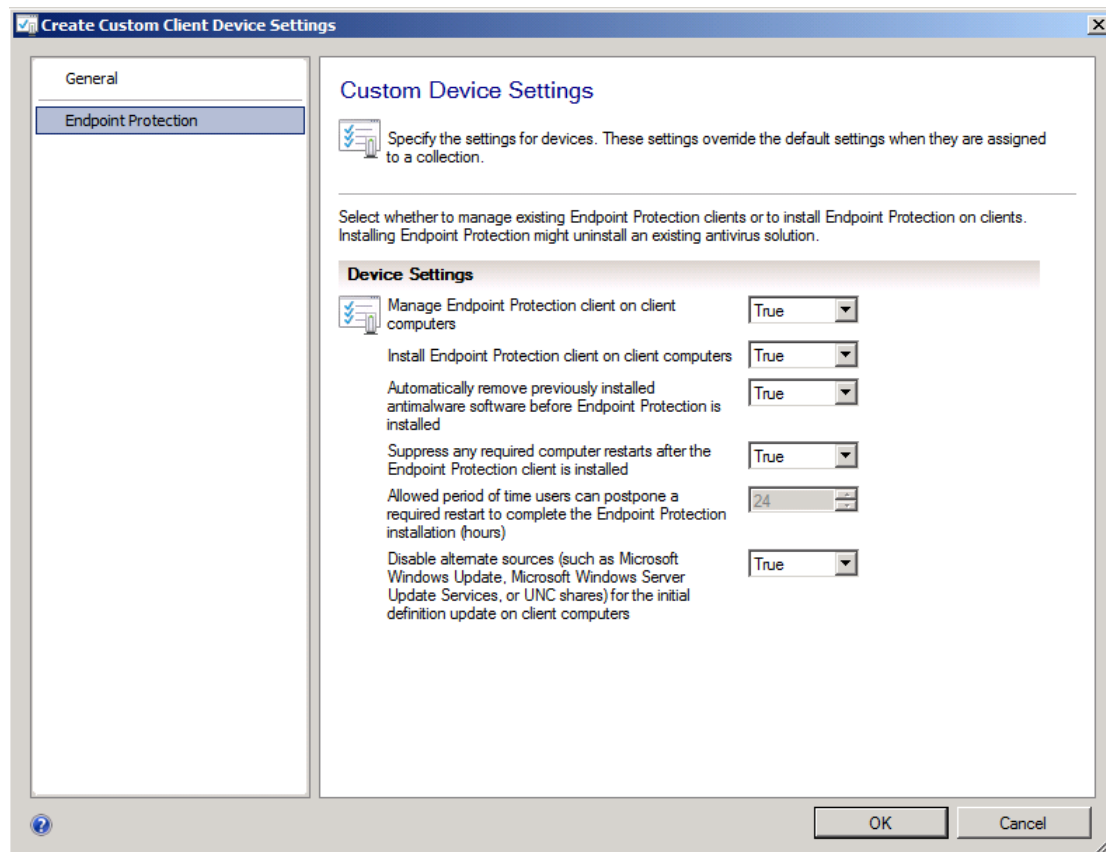 Create Custom Client Device Settings
General
Endpoint Protection
Custom Device Settings
Specify the settings for devices. These settings override the default settings when they are assigned
to a collection.
Select whether to manage existing Endpoint Protection clients or to install Endpoint Protection on clients.
Installing Endpoint Protection might uninstall an existing antivirus solution.
Device Settings
Manage Endpoint Protection client on client
computers
True
Install Endpoint Protection client on client computers
True
Automatically remove previously installed
antimalware software before Endpoint Protection is
installed
True
Suppress any required computer restarts after the
Endpoint Protection client is installed
True
Allowed period of time users can postpone a
required restart to complete the Endpoint Protection
installation (hours)
24
Disable alternate sources (such as Microsoft
Windows Update, Microsoft Windows Server
Update Services, or UNC shares) for the initial
definition update on client computers
True
OK
Cancel